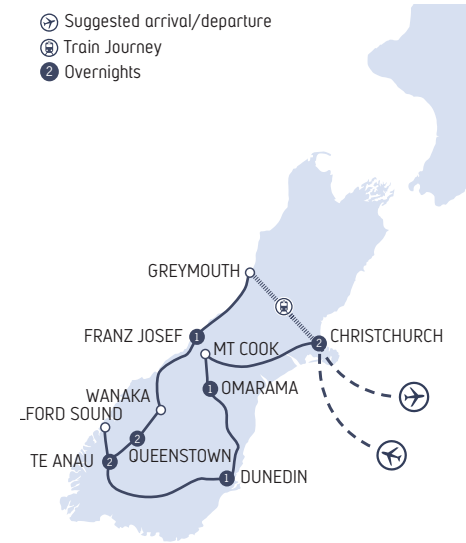 Suggested arrival/departure
Train Journey
2 Overnights
GREYMOUTH
FRANZ JOSEF 1
MT COOK
2 CHRISTCHURCH
1 OMARAMA
WANAKA
FORD SOUND
2
QUEENSTOWN
TE ANAU 2
1 DUNEDIN